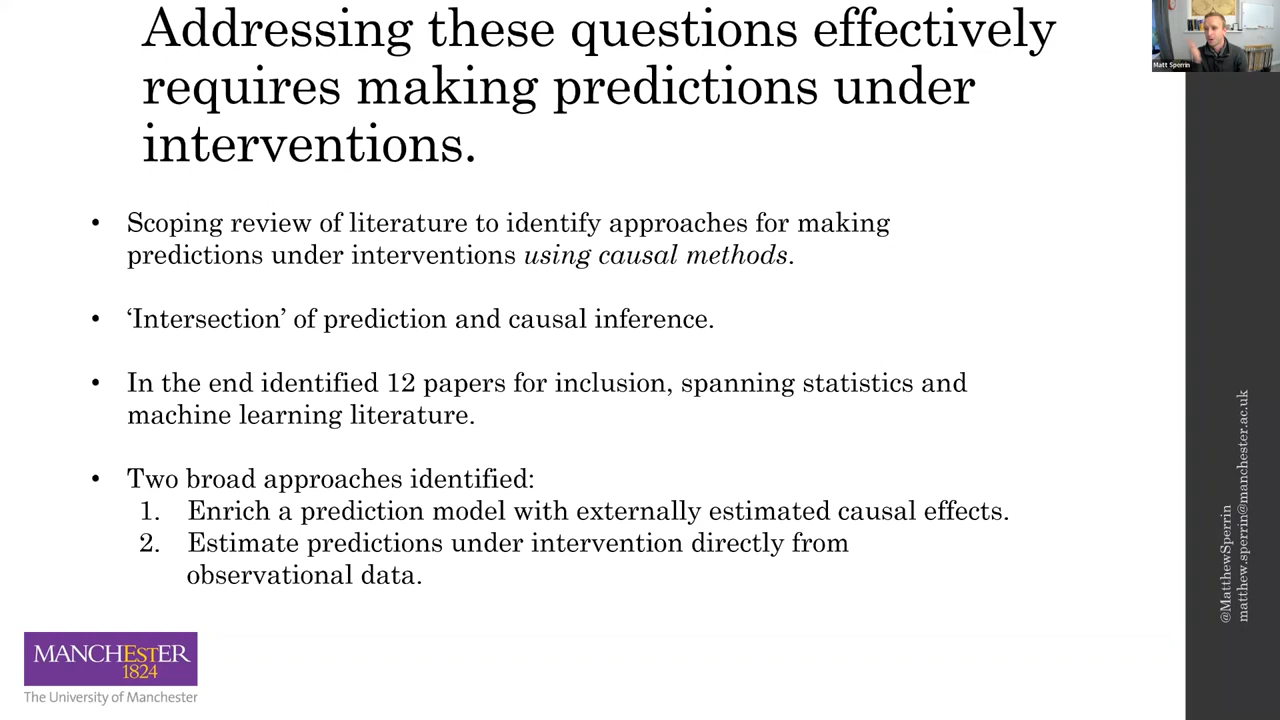 Addressing these questions effectively
requires making predictions under
interventions.
Matt Sperrin
• Scoping review of literature to identify approaches for making
predictions under interventions using causal methods.
• ‘Intersection’ of prediction and causal inference.
• In the end identified 12 papers for inclusion, spanning statistics and
machine learning literature.
• Two broad approaches identified:
1. Enrich a prediction model with externally estimated causal effects.
2. Estimate predictions under intervention directly from
observational data.
@MatthewSperrin
matthew.sperrin@manchester.ac.uk
MANCHESTER
1824
The University of Manchester